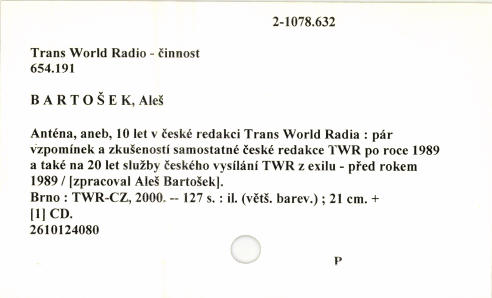 2-1078.632
Trans World Radio - činnost
654.191
B A R T O Š E K, Aleš
Anténa, aneb, 10 let v české redakci Trans World Radia : pár
vzpomínek a zkušeností samostatné české redakce TWR po roce 1989
a také na 20 let služby českého vysílání TWR z exilu - před rokem
1989 / [zpracoval Aleš Bartošek].
Brno : TWR-CZ, 2000. -- 127 s. : il. (větš. barev.) ; 21 cm. +
[1] CD.
2610124080
P